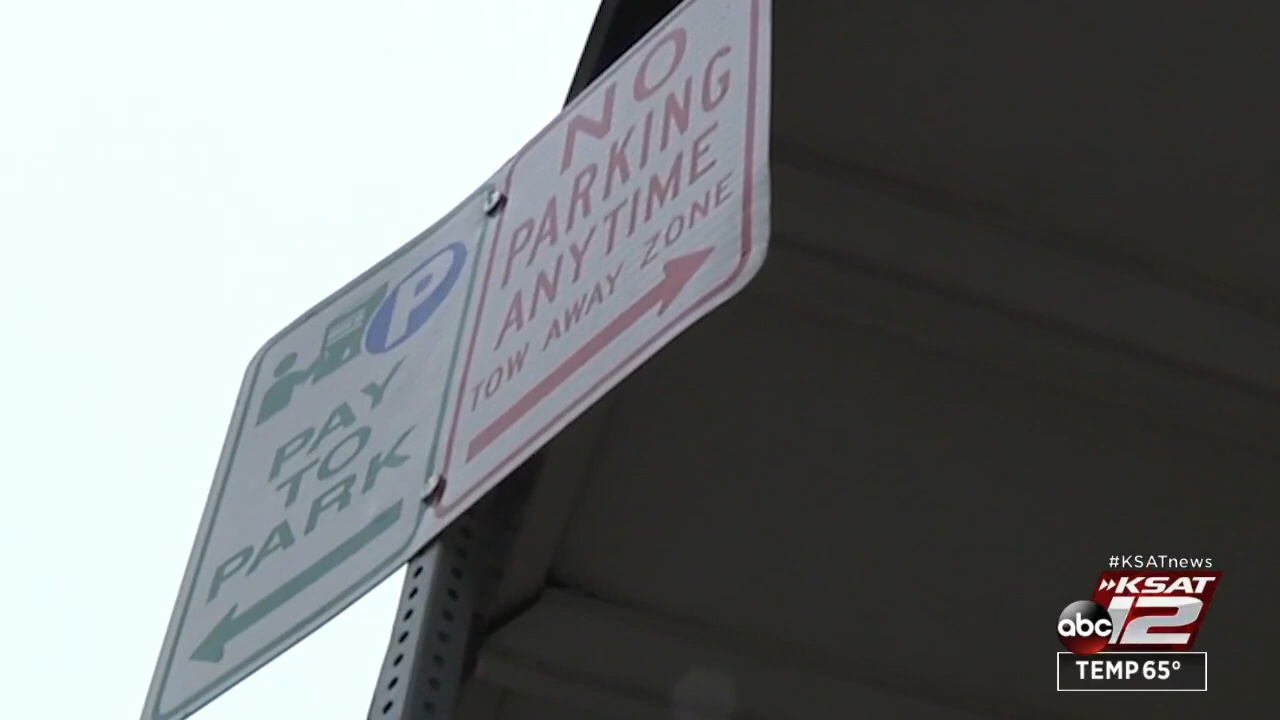 NO
PARKING
ANYTIME
TOW AWAY ZONE
P
PAY
TO
PARK
#KSATnews
KSAT
abc 12
TEMP 65°